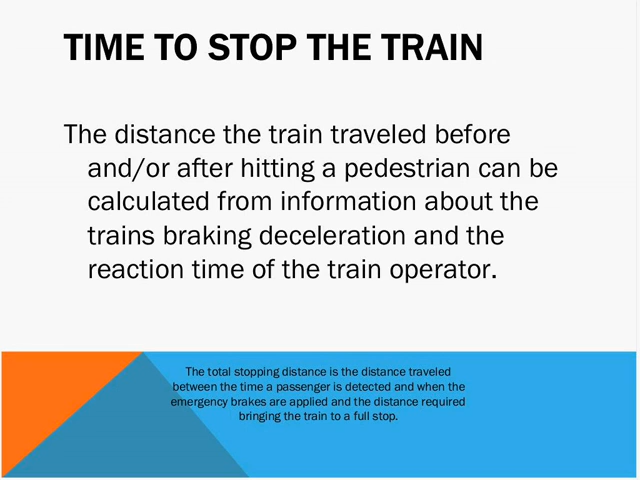 TIME TO STOP THE TRAIN
The distance the train traveled before
and/or after hitting a pedestrian can be
calculated from information about the
trains braking deceleration and the
reaction time of the train operator.
The total stopping distance is the distance traveled
between the time a passenger is detected and when the
emergency brakes are applied and the distance required
bringing the train to a full stop.